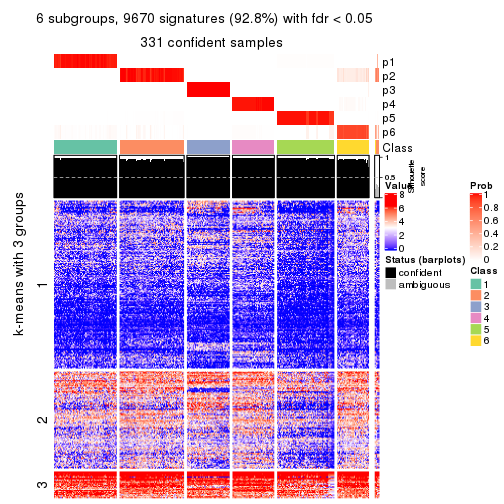 6 subgroups, 9670 signatures (92.8%) with fdr < 0.05
331 confident samples
p1
p2
p3
p4
p5
p6
Class
1
0.5
Silhouette
score
k-means with 3 groups
1
2
3
Value
8
6
4
2
0
Status (barplots)
confident
ambiguous
Prob
1
0.8
0.6
0.4
0.2
0
Class
1
2
3
4
5
6